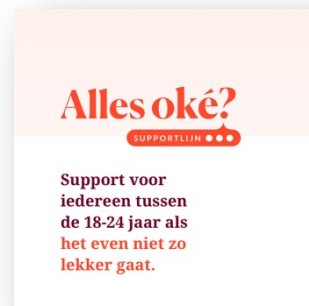 Alles oké?
SUPPORTLIJN
Support voor
iedereen tussen
de 18-24 jaar als
het even niet zo
lekker gaat.